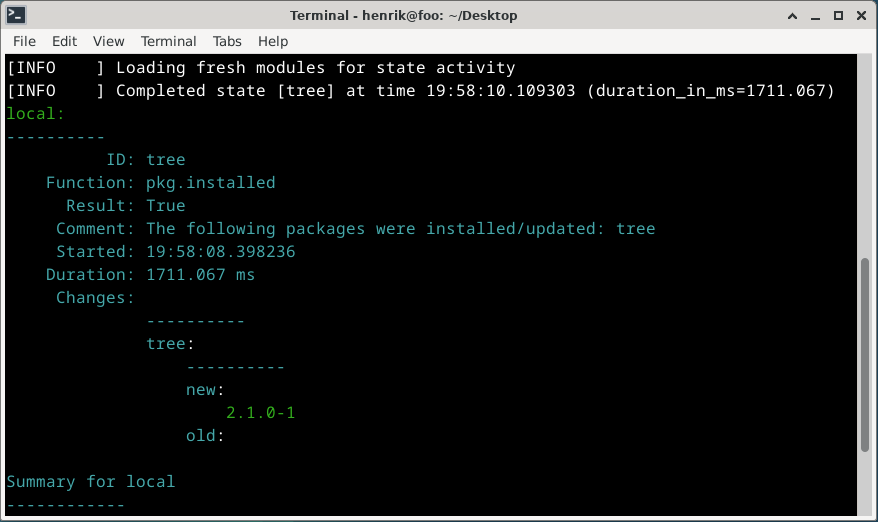 Terminal - henrik@foo: ~/Desktop
File Edit View Terminal Tabs Help
[INFO    ] Loading fresh modules for state activity
[INFO    ] Completed state [tree] at time 19:58:10.109303 (duration_in_ms=1711.067)
local:
----------
          ID: tree
    Function: pkg.installed
      Result: True
     Comment: The following packages were installed/updated: tree
     Started: 19:58:08.398236
    Duration: 1711.067 ms
     Changes:
              ----------
              tree:
                  ----------
                  new:
                      2.1.0-1
                  old:
Summary for local
------------